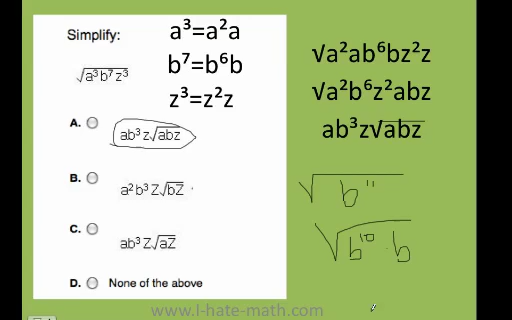 Simplify:
√a³b⁷z³
A. ab³z√abz
B. a²b³z√bz
C. ab³z√az
D. None of the above
a³=a²a
b⁷=b⁶b
z³=z²z
√a²ab⁶bz²z
√a²b⁶z²abz
ab³z√abz
√b¹¹
√b¹⁰·b
www.I-hate-math.com